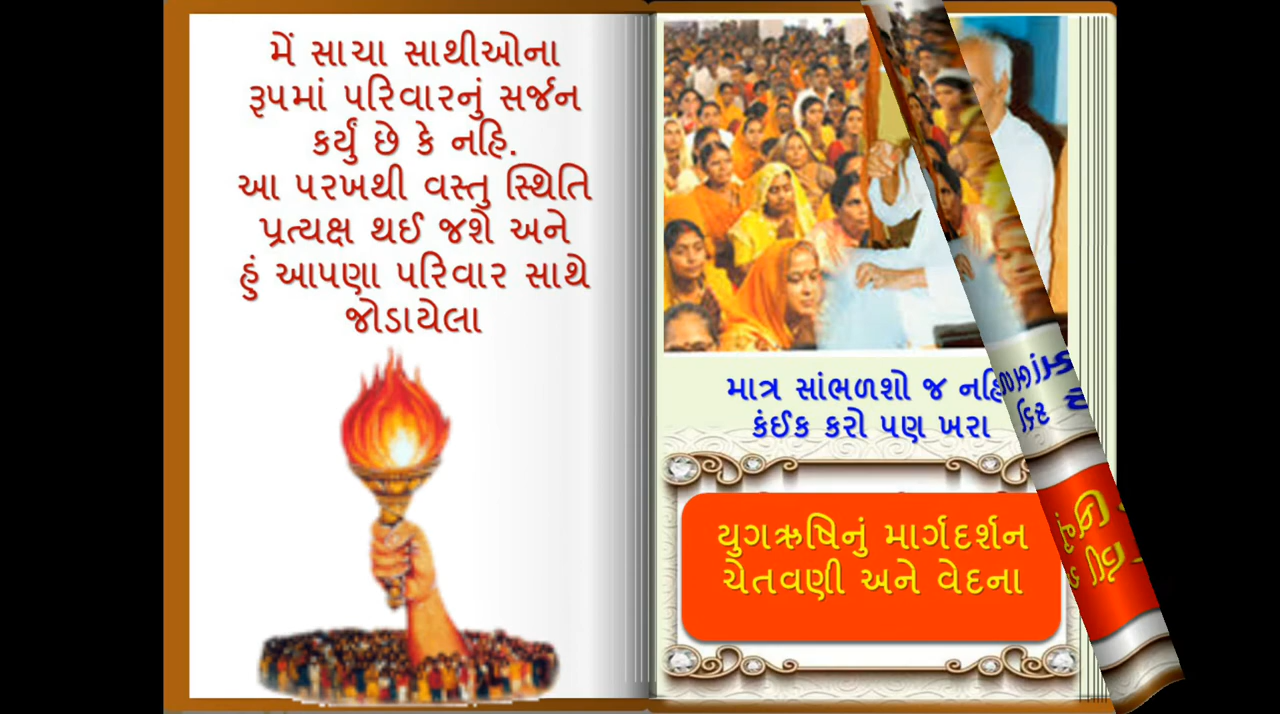 મેં સાચા સાથીઓના
રૂપમાં પરિવારનું સર્જન
કર્યું છે કે નહિ.
આ પરખથી વસ્તુ સ્થિતિ
પ્રત્યક્ષ થઈ જશે અને
હું આપણા પરિવાર સાથે
જોડાયેલા
માત્ર સાંભળશો જ નહિ
કંઈક કરો પણ ખરા
યુગઋષિનું માર્ગદર્શન
ચેતવણી અને વેદના